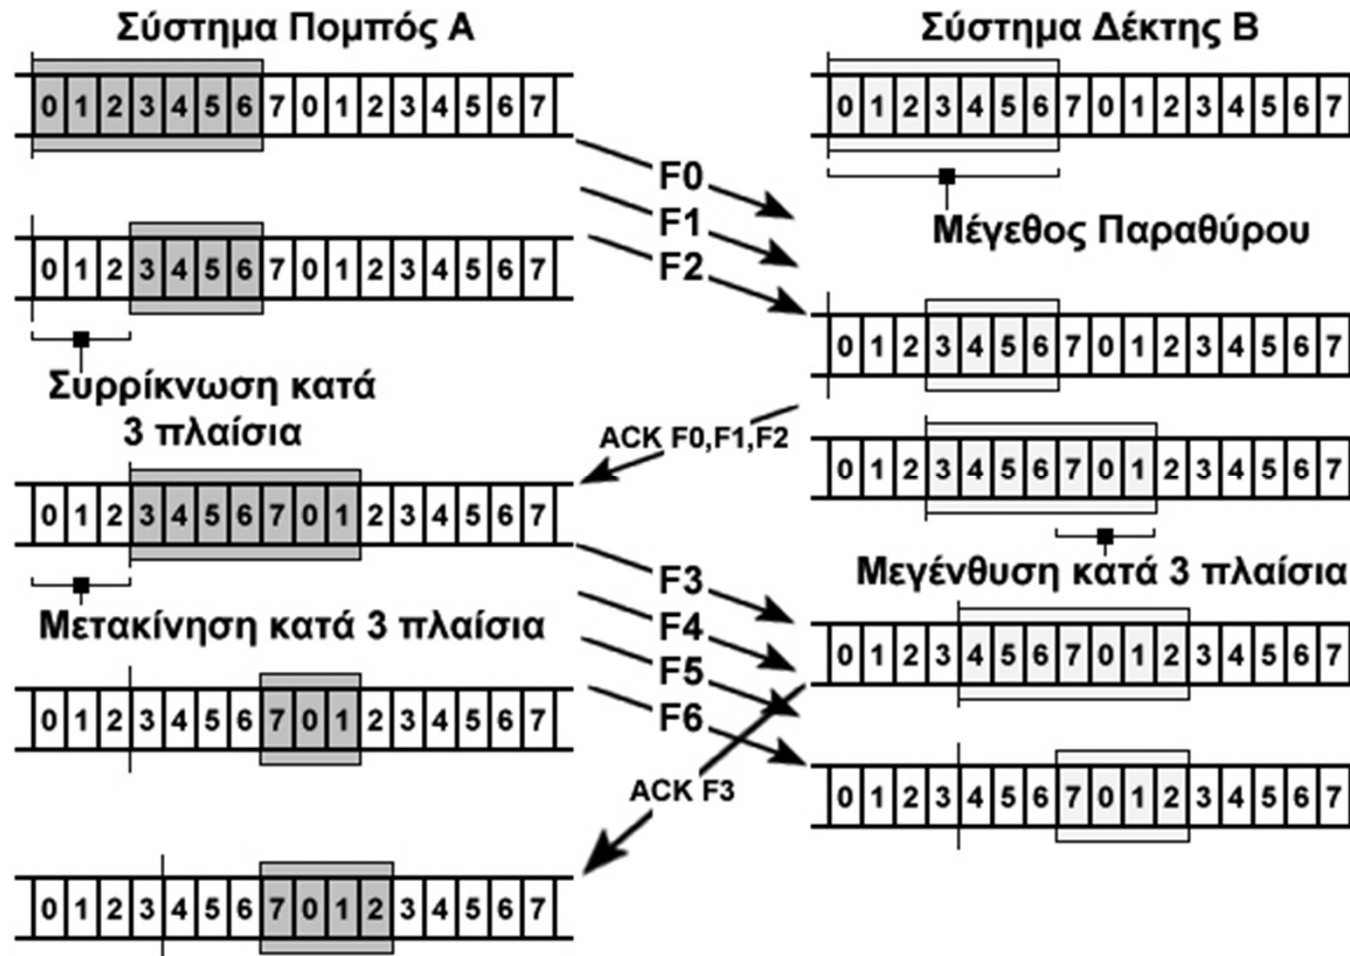 Σύστημα Πομπός Α
Σύστημα Δέκτης Β
0 1 2 3 4 5 6 7 0 1 2 3 4 5 6 7
0 1 2 3 4 5 6 7 0 1 2 3 4 5 6 7
F0
F1
F2
Μέγεθος Παραθύρου
0 1 2 3 4 5 6 7 0 1 2 3 4 5 6 7
0 1 2 3 4 5 6 7 0 1 2 3 4 5 6 7
Συρρίκνωση κατά
3 πλαίσια
ACK F0,F1,F2
0 1 2 3 4 5 6 7 0 1 2 3 4 5 6 7
0 1 2 3 4 5 6 7 0 1 2 3 4 5 6 7
Μεγένθυση κατά 3 πλαίσια
F3
F4
F5
F6
Μετακίνηση κατά 3 πλαίσια
0 1 2 3 4 5 6 7 0 1 2 3 4 5 6 7
0 1 2 3 4 5 6 7 0 1 2 3 4 5 6 7
ACK F3
0 1 2 3 4 5 6 7 0 1 2 3 4 5 6 7
0 1 2 3 4 5 6 7 0 1 2 3 4 5 6 7